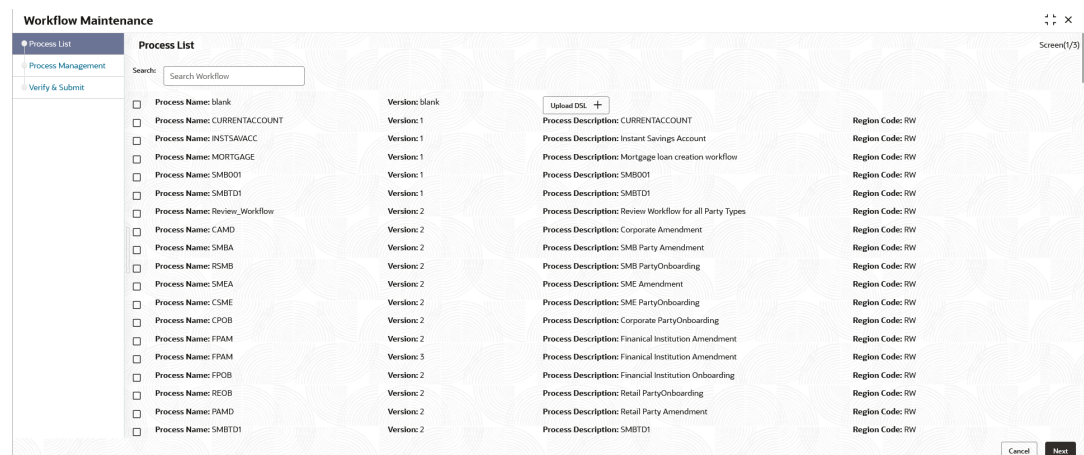 Workflow Maintenance
Process List
Process Management
Verify & Submit
Process List
Screen(1/3)
Search:
Search Workflow
Process Name: blank Version: blank Upload DSL +
Process Name: CURRENTACCOUNT Version: 1 Process Description: CURRENTACCOUNT Region Code: RW
Process Name: INSTSAVACC Version: 1 Process Description: Instant Savings Account Region Code: RW
Process Name: MORTGAGE Version: 1 Process Description: Mortgage loan creation workflow Region Code: RW
Process Name: SMB001 Version: 1 Process Description: SMB001 Region Code: RW
Process Name: SMBTD1 Version: 1 Process Description: SMBTD1 Region Code: RW
Process Name: Review_Workflow Version: 2 Process Description: Review Workflow for all Party Types Region Code: RW
Process Name: CAMD Version: 2 Process Description: Corporate Amendment Region Code: RW
Process Name: SMBA Version: 2 Process Description: SMB Party Amendment Region Code: RW
Process Name: RSMB Version: 2 Process Description: SMB PartyOnboarding Region Code: RW
Process Name: SMEA Version: 2 Process Description: SME Amendment Region Code: RW
Process Name: CSME Version: 2 Process Description: SME PartyOnboarding Region Code: RW
Process Name: CPOB Version: 2 Process Description: Corporate PartyOnboarding Region Code: RW
Process Name: FPAM Version: 2 Process Description: Finanical Institution Amendment Region Code: RW
Process Name: FPAM Version: 3 Process Description: Finanical Institution Amendment Region Code: RW
Process Name: FPOB Version: 2 Process Description: Financial Institution Onboarding Region Code: RW
Process Name: REOB Version: 2 Process Description: Retail PartyOnboarding Region Code: RW
Process Name: PAMD Version: 2 Process Description: Retail Party Amendment Region Code: RW
Process Name: SMBTD1 Version: 2 Process Description: SMBTD1 Region Code: RW
Cancel Next